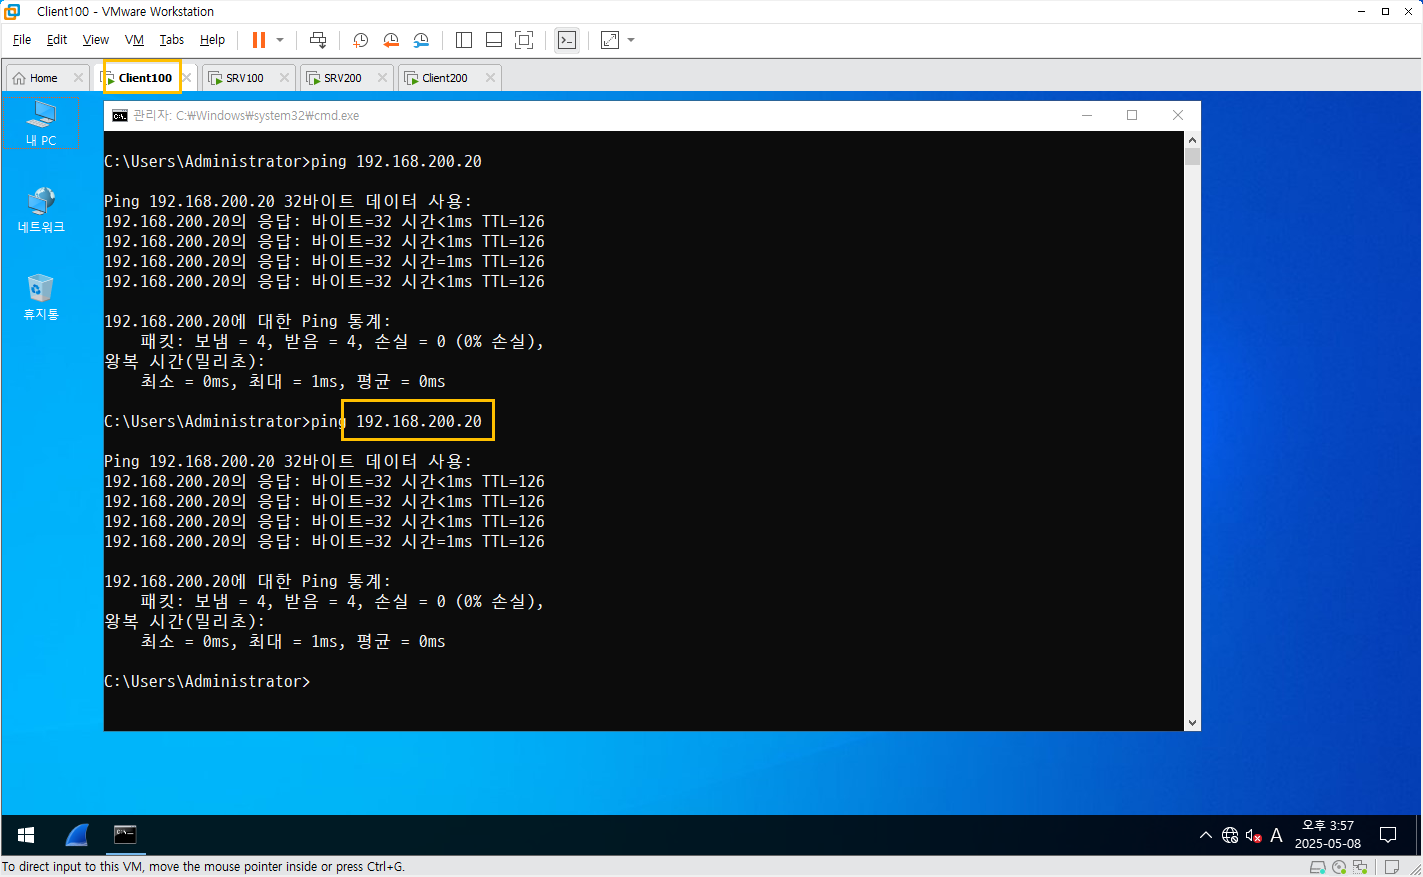 Client100 - VMware Workstation
File Edit View VM Tabs Help
Home Client100 SRV100 SRV200 Client200
내 PC
네트워크
휴지통
관리자: C:₩Windows₩system32₩cmd.exe
C:\Users\Administrator>ping 192.168.200.20
Ping 192.168.200.20 32바이트 데이터 사용:
192.168.200.20의 응답: 바이트=32 시간<1ms TTL=126
192.168.200.20의 응답: 바이트=32 시간<1ms TTL=126
192.168.200.20의 응답: 바이트=32 시간=1ms TTL=126
192.168.200.20의 응답: 바이트=32 시간<1ms TTL=126
192.168.200.20에 대한 Ping 통계:
패킷: 보냄 = 4, 받음 = 4, 손실 = 0 (0% 손실),
왕복 시간(밀리초):
최소 = 0ms, 최대 = 1ms, 평균 = 0ms
C:\Users\Administrator>ping 192.168.200.20
Ping 192.168.200.20 32바이트 데이터 사용:
192.168.200.20의 응답: 바이트=32 시간<1ms TTL=126
192.168.200.20의 응답: 바이트=32 시간<1ms TTL=126
192.168.200.20의 응답: 바이트=32 시간<1ms TTL=126
192.168.200.20의 응답: 바이트=32 시간=1ms TTL=126
192.168.200.20에 대한 Ping 통계:
패킷: 보냄 = 4, 받음 = 4, 손실 = 0 (0% 손실),
왕복 시간(밀리초):
최소 = 0ms, 최대 = 1ms, 평균 = 0ms
C:\Users\Administrator>
A
오후 3:57
2025-05-08
To direct input to this VM, move the mouse pointer inside or press Ctrl+G.